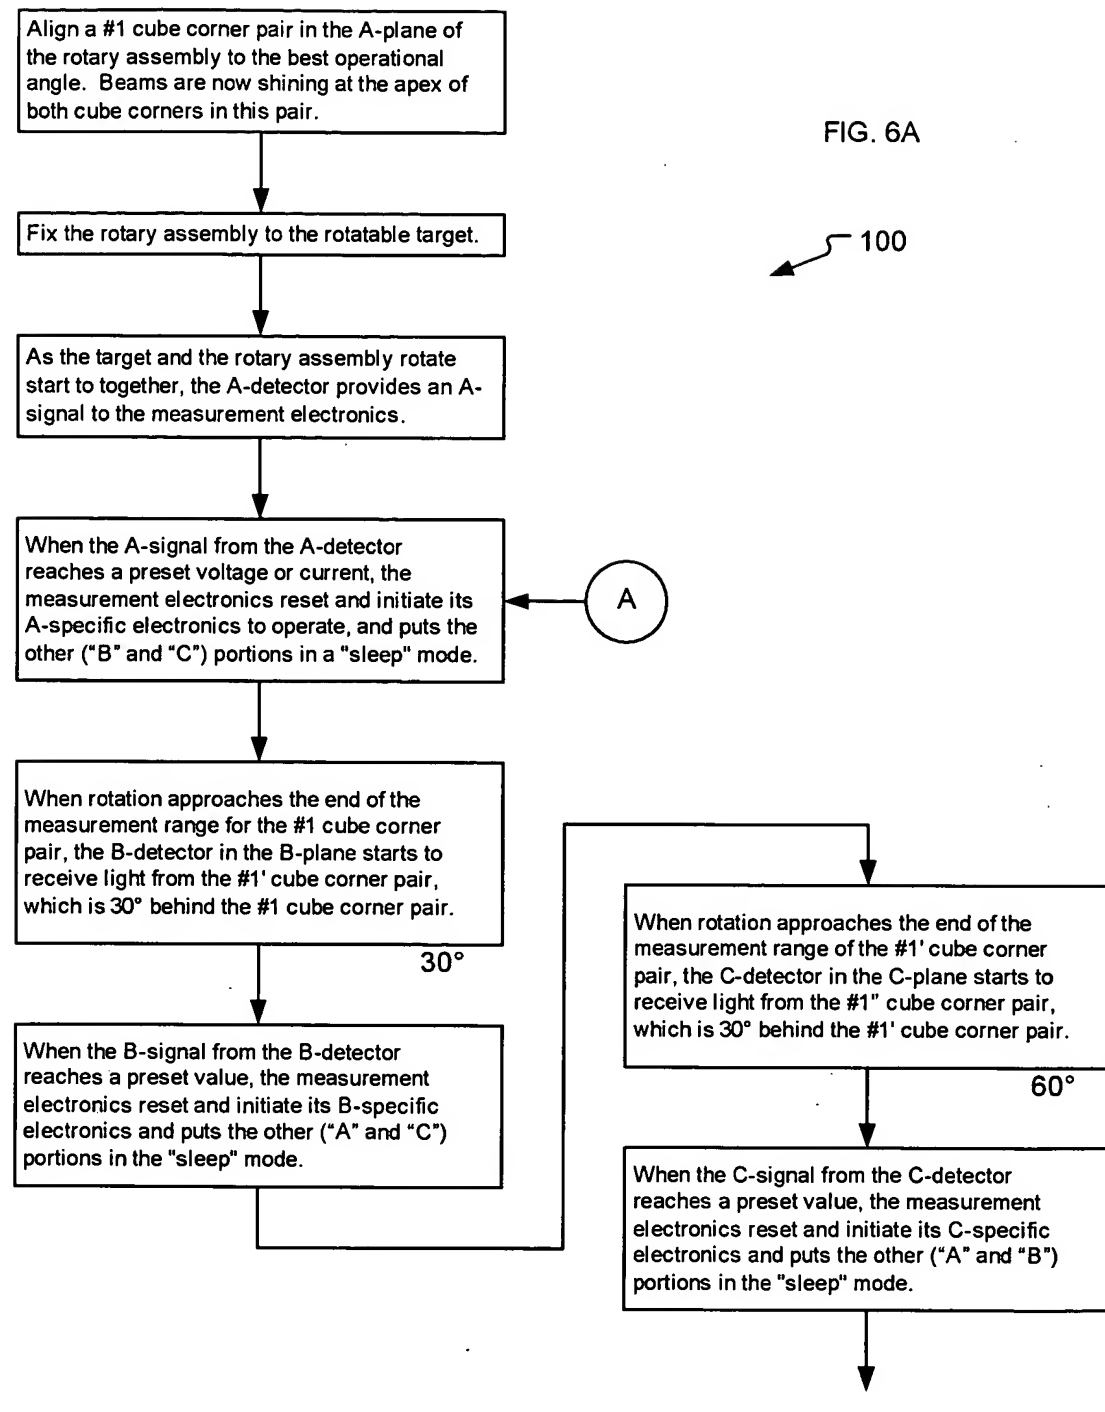 Align a #1 cube corner pair in the A-plane of
the rotary assembly to the best operational
angle. Beams are now shining at the apex of
both cube corners in this pair.
FIG. 6A
100
Fix the rotary assembly to the rotatable target.
As the target and the rotary assembly rotate
start to together, the A-detector provides an A-
signal to the measurement electronics.
When the A-signal from the A-detector
reaches a preset voltage or current, the
measurement electronics reset and initiate its
A-specific electronics to operate, and puts the
other ("B" and "C") portions in a "sleep" mode.
A
When rotation approaches the end of the
measurement range for the #1 cube corner
pair, the B-detector in the B-plane starts to
receive light from the #1' cube corner pair,
which is 30° behind the #1 cube corner pair.
30°
When the B-signal from the B-detector
reaches a preset value, the measurement
electronics reset and initiate its B-specific
electronics and puts the other ("A" and "C")
portions in the "sleep" mode.
When rotation approaches the end of the
measurement range of the #1' cube corner
pair, the C-detector in the C-plane starts to
receive light from the #1" cube corner pair,
which is 30° behind the #1' cube corner pair.
60°
When the C-signal from the C-detector
reaches a preset value, the measurement
electronics reset and initiate its C-specific
electronics and puts the other ("A" and "B")
portions in the "sleep" mode.